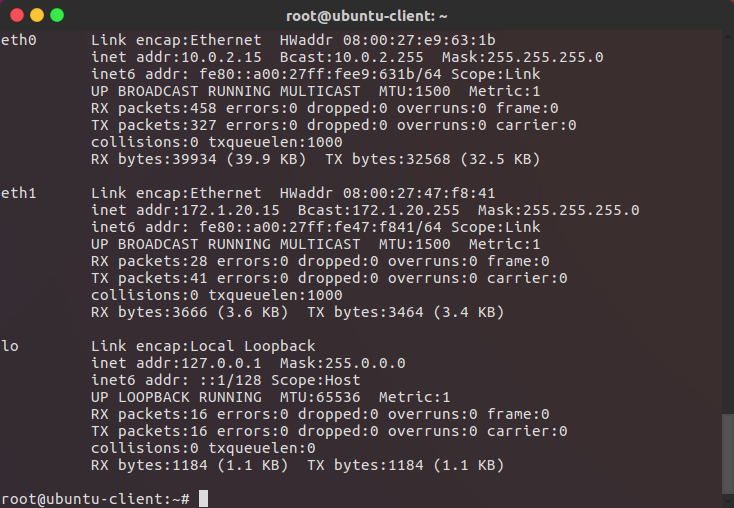 root@ubuntu-client: ~
eth0      Link encap:Ethernet  HWaddr 08:00:27:e9:63:1b
          inet addr:10.0.2.15  Bcast:10.0.2.255  Mask:255.255.255.0
          inet6 addr: fe80::a00:27ff:fee9:631b/64 Scope:Link
          UP BROADCAST RUNNING MULTICAST  MTU:1500  Metric:1
          RX packets:458 errors:0 dropped:0 overruns:0 frame:0
          TX packets:327 errors:0 dropped:0 overruns:0 carrier:0
          collisions:0 txqueuelen:1000
          RX bytes:39934 (39.9 KB)  TX bytes:32568 (32.5 KB)
eth1      Link encap:Ethernet  HWaddr 08:00:27:47:f8:41
          inet addr:172.1.20.15  Bcast:172.1.20.255  Mask:255.255.255.0
          inet6 addr: fe80::a00:27ff:fe47:f841/64 Scope:Link
          UP BROADCAST RUNNING MULTICAST  MTU:1500  Metric:1
          RX packets:28 errors:0 dropped:0 overruns:0 frame:0
          TX packets:41 errors:0 dropped:0 overruns:0 carrier:0
          collisions:0 txqueuelen:1000
          RX bytes:3666 (3.6 KB)  TX bytes:3464 (3.4 KB)
lo        Link encap:Local Loopback
          inet addr:127.0.0.1  Mask:255.0.0.0
          inet6 addr: ::1/128 Scope:Host
          UP LOOPBACK RUNNING  MTU:65536  Metric:1
          RX packets:16 errors:0 dropped:0 overruns:0 frame:0
          TX packets:16 errors:0 dropped:0 overruns:0 carrier:0
          collisions:0 txqueuelen:0
          RX bytes:1184 (1.1 KB)  TX bytes:1184 (1.1 KB)
root@ubuntu-client:~#